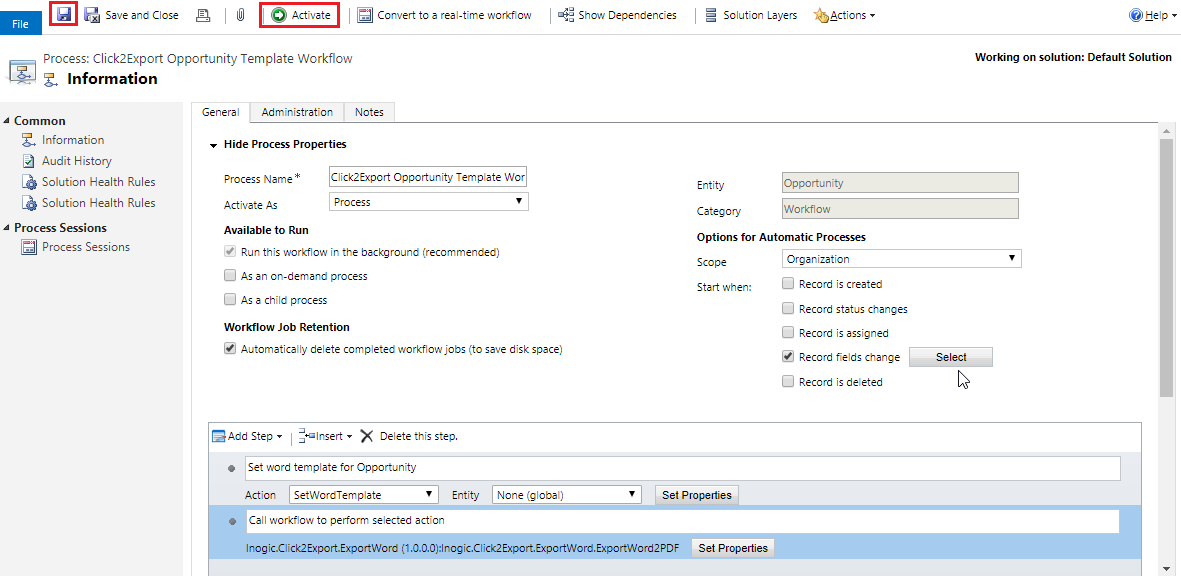 File
Save and Close
Activate
Convert to a real-time workflow
Show Dependencies
Solution Layers
Actions
Help
Process: Click2Export Opportunity Template Workflow
Information
Working on solution: Default Solution
Common
Information
Audit History
Solution Health Rules
Solution Health Rules
Process Sessions
Process Sessions
General
Administration
Notes
Hide Process Properties
Process Name*
Click2Export Opportunity Template Wor
Activate As
Process
Available to Run
Run this workflow in the background (recommended)
As an on-demand process
As a child process
Workflow Job Retention
Automatically delete completed workflow jobs (to save disk space)
Entity
Opportunity
Category
Workflow
Options for Automatic Processes
Scope
Organization
Start when:
Record is created
Record status changes
Record is assigned
Record fields change
Select
Record is deleted
Add Step
Insert
Delete this step.
Set word template for Opportunity
Action
SetWordTemplate
Entity
None (global)
Set Properties
Call workflow to perform selected action
Inogic.Click2Export.ExportWord (1.0.0.0):Inogic.Click2Export.ExportWord.ExportWord2PDF
Set Properties